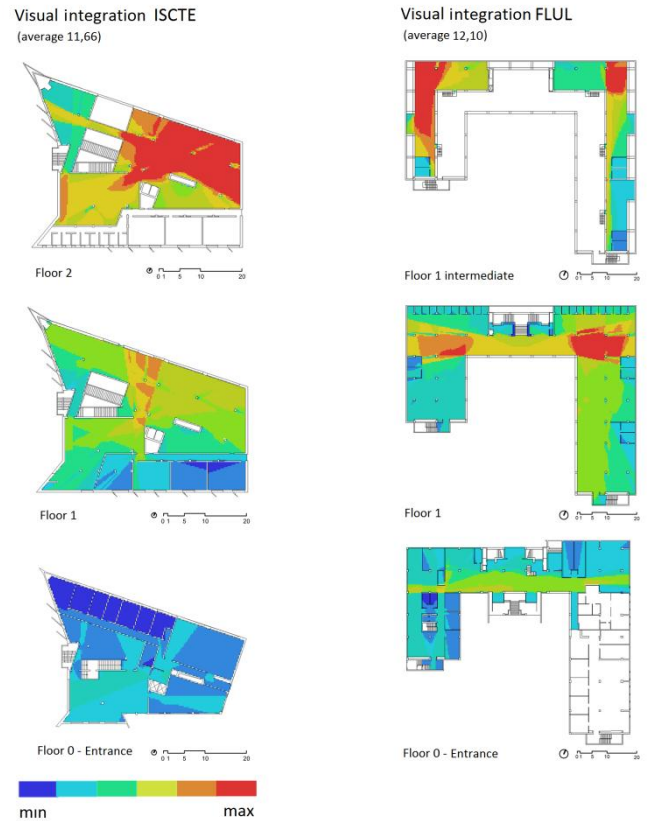 Visual integration ISCTE
(average 11,66)
Floor 2
0 1 5 10 20
Floor 1
0 1 5 10 20
Floor 0 - Entrance
0 1 5 10 20
min
max
Visual integration FLUL
(average 12,10)
Floor 1 intermediate
0 1 5 10 20
Floor 1
0 1 5 10 20
Floor 0 - Entrance
0 1 5 10 20